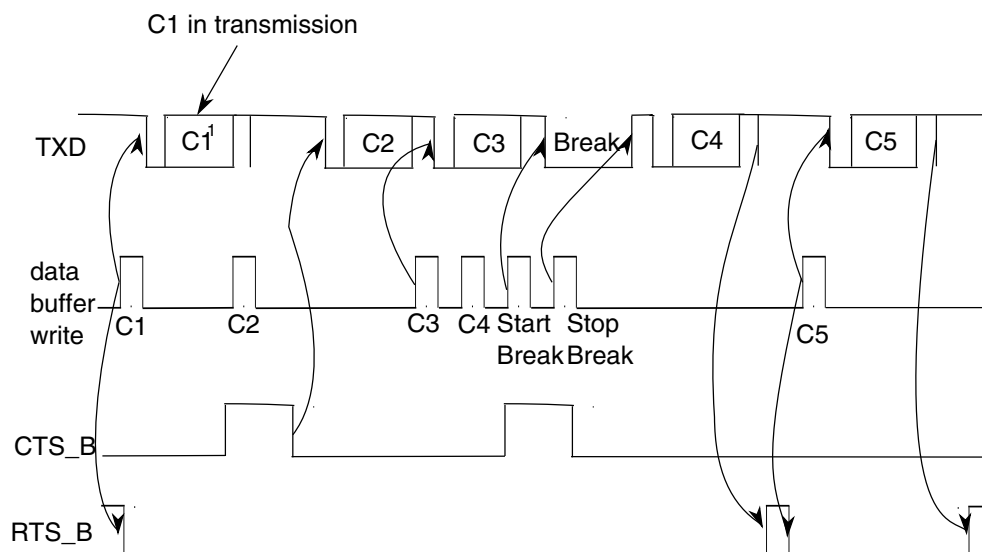 C1 in transmission
TXD
C1
1
C2
C3
Break
C4
C5
data
buffer
write
C1
C2
C3
C4
Start
Break
Stop
Break
C5
CTS_B
RTS_B